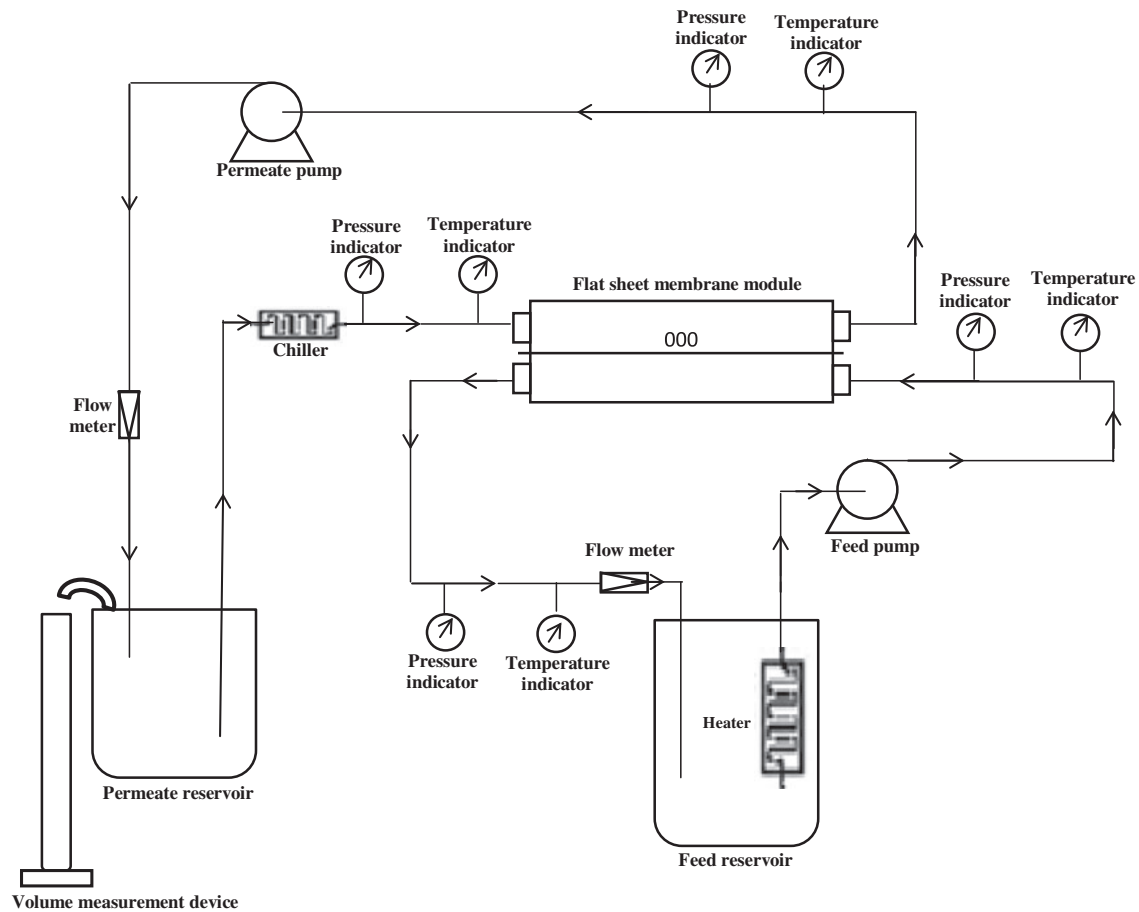 Pressure
indicator
Temperature
indicator
Permeate pump
Pressure
indicator
Temperature
indicator
Flat sheet membrane module
Pressure
indicator
Temperature
indicator
000
Chiller
Flow
meter
Feed pump
Flow meter
Pressure
indicator
Temperature
indicator
Heater
Permeate reservoir
Feed reservoir
Volume measurement device